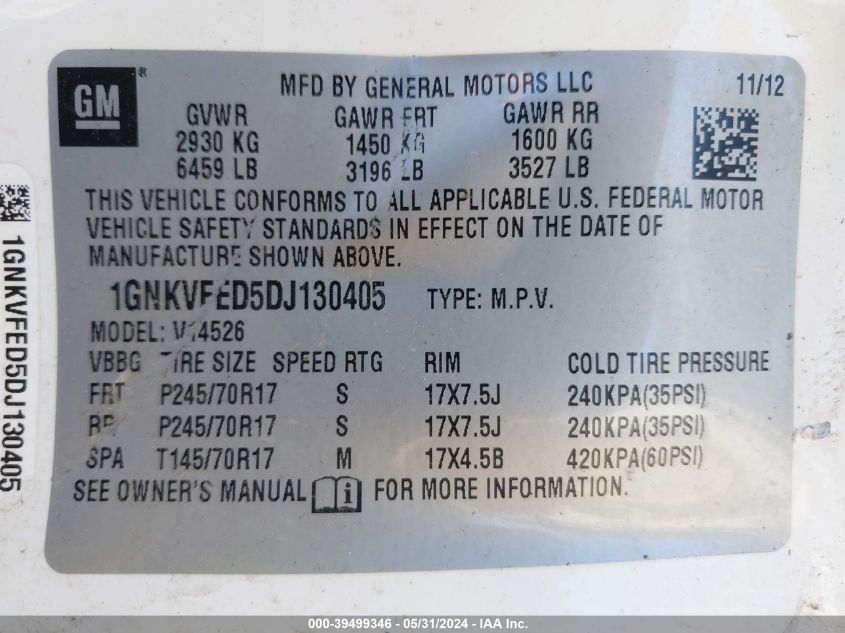 GM
®
MFD BY GENERAL MOTORS LLC
11/12
GVWR GAWR FRT GAWR RR
2930 KG 1450 KG 1600 KG
6459 LB 3196 LB 3527 LB
THIS VEHICLE CONFORMS TO ALL APPLICABLE U.S. FEDERAL MOTOR
VEHICLE SAFETY STANDARDS IN EFFECT ON THE DATE OF
MANUFACTURE SHOWN ABOVE.
1GNKVFED5DJ130405 TYPE: M.P.V.
MODEL: V14526
VBBG TIRE SIZE SPEED RTG RIM COLD TIRE PRESSURE
FRT P245/70R17 S 17X7.5J 240KPA(35PSI)
RR P245/70R17 S 17X7.5J 240KPA(35PSI)
SPA T145/70R17 M 17X4.5B 420KPA(60PSI)
SEE OWNER'S MANUAL FOR MORE INFORMATION.
1GNKVFED5DJ130405
000-39499346 - 05/31/2024 - IAA Inc.